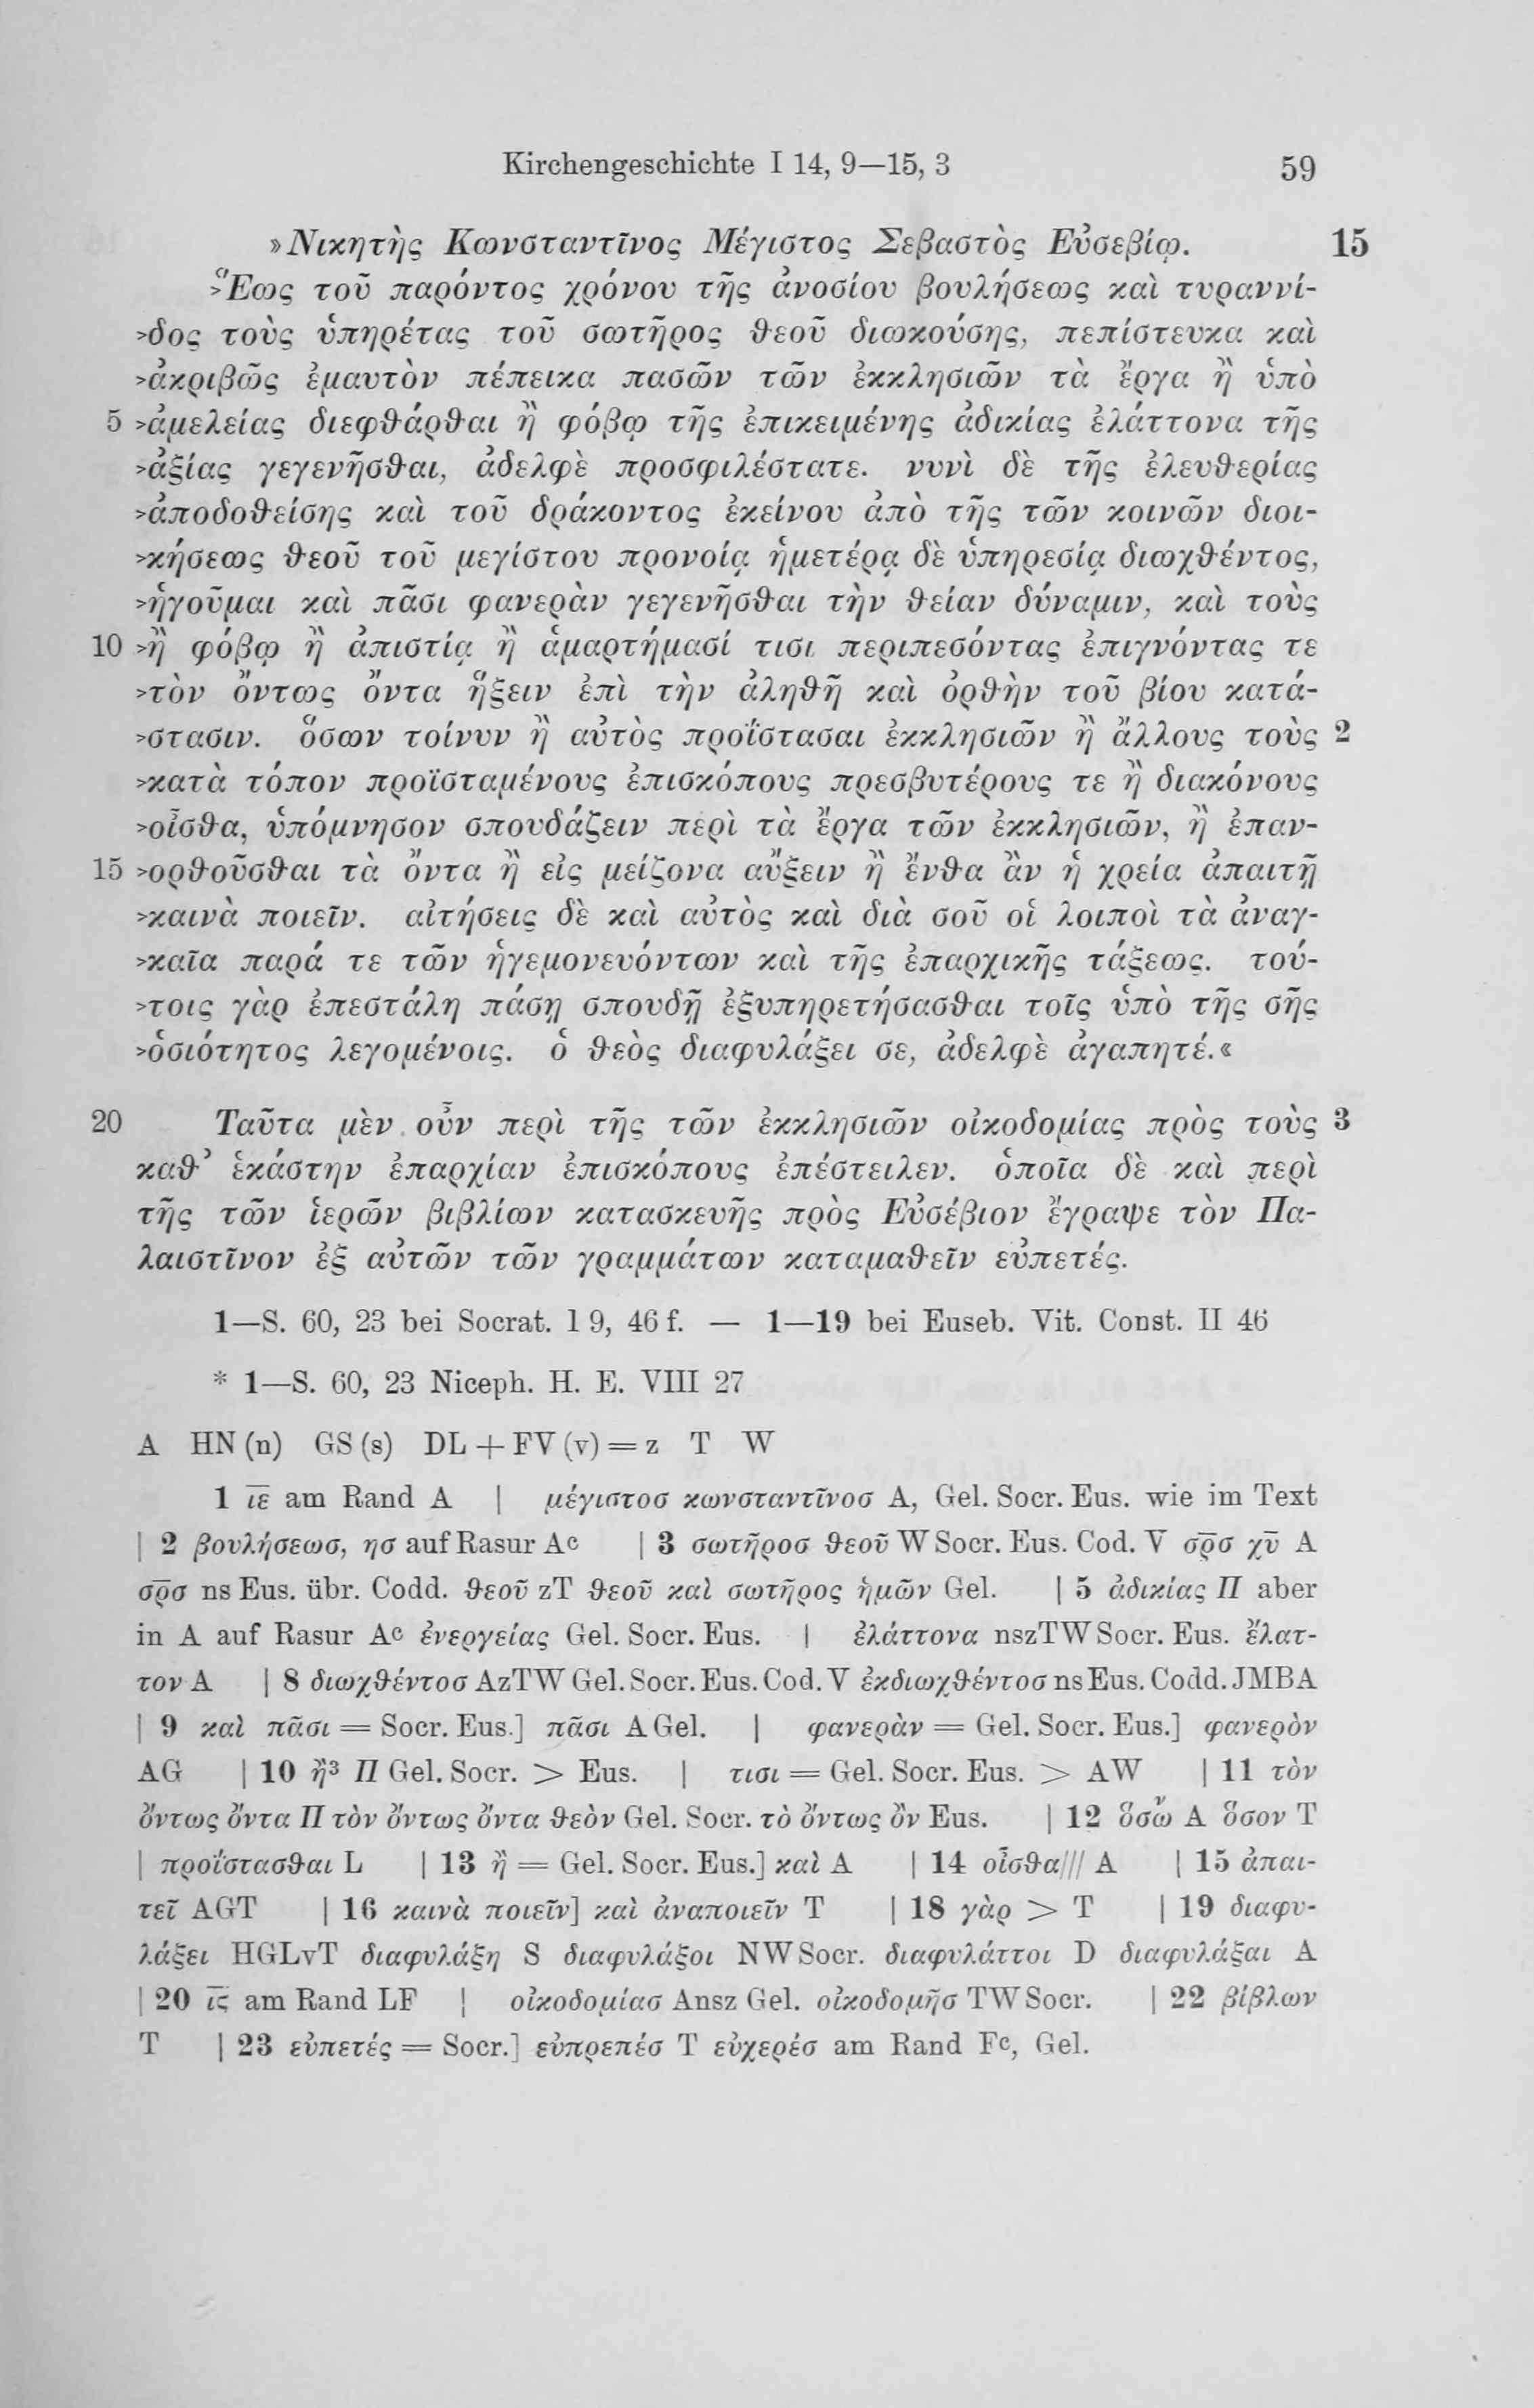 Kirchengeschichte I 14, 9—15, 3 59
»Νικητὴς Κωνσταντῖνος Μέγιστος Σεβαστὸς Εὐσεβίῳ. 15
>Ἕως τοῦ παρόντος χρόνου τῆς ἀνοσίου βουλήσεως καὶ τυραννί-
>δος τοὺς ὑπηρέτας τοῦ σωτῆρος θεοῦ διωκούσης, πεπίστευκα καὶ
>ἀκριβῶς ἐμαυτὸν πέπεικα πασῶν τῶν ἐκκλησιῶν τὰ ἔργα ἢ ὑπὸ
5 >ἀμελείας διεφθάρθαι ἢ φόβῳ τῆς ἐπικειμένης ἀδικίας ἐλάττονα τῆς
>ἀξίας γεγενῆσθαι, ἀδελφὲ προσφιλέστατε. νυνὶ δὲ τῆς ἐλευθερίας
>ἀποδοθείσης καὶ τοῦ δράκοντος ἐκείνου ἀπὸ τῆς τῶν κοινῶν διοι-
>κήσεως θεοῦ τοῦ μεγίστου προνοίᾳ ἡμετέρᾳ δὲ ὑπηρεσίᾳ διωχθέντος,
>ἡγοῦμαι καὶ πᾶσι φανερὰν γεγενῆσθαι τὴν θείαν δύναμιν, καὶ τοὺς
10 >ἢ φόβῳ ἢ ἀπιστίᾳ ἢ ἁμαρτήμασί τισι περιπεσόντας ἐπιγνόντας τε
>τὸν ὄντως ὄντα ἥξειν ἐπὶ τὴν ἀληθῆ καὶ ὀρθὴν τοῦ βίου κατά-
>στασιν. ὅσων τοίνυν ἢ αὐτὸς προΐστασαι ἐκκλησιῶν ἢ ἄλλους τοὺς 2
>κατὰ τόπον προϊσταμένους ἐπισκόπους πρεσβυτέρους τε ἢ διακόνους
>οἶσθα, ὑπόμνησον σπουδάζειν περὶ τὰ ἔργα τῶν ἐκκλησιῶν, ἢ ἐπαν-
15 >ορθοῦσθαι τὰ ὄντα ἢ εἰς μείζονα αὔξειν ἢ ἔνθα ἂν ἡ χρεία ἀπαιτῇ
>καινὰ ποιεῖν. αἰτήσεις δὲ καὶ αὐτὸς καὶ διὰ σοῦ οἱ λοιποὶ τὰ ἀναγ-
>καῖα παρά τε τῶν ἡγεμονευόντων καὶ τῆς ἐπαρχικῆς τάξεως. τού-
>τοις γὰρ ἐπεστάλη πάσῃ σπουδῇ ἐξυπηρετήσασθαι τοῖς ὑπὸ τῆς σῆς
>ὁσιότητος λεγομένοις. ὁ θεὸς διαφυλάξει σε, ἀδελφὲ ἀγαπητέ.«
20 Ταῦτα μὲν οὖν περὶ τῆς τῶν ἐκκλησιῶν οἰκοδομίας πρὸς τοὺς 3
καθ’ ἑκάστην ἐπαρχίαν ἐπισκόπους ἐπέστειλεν. ὁποῖα δὲ καὶ περὶ
τῆς τῶν ἱερῶν βιβλίων κατασκευῆς πρὸς Εὐσέβιον ἔγραψε τὸν Πα-
λαιστῖνον ἐξ αὐτῶν τῶν γραμμάτων καταμαθεῖν εὐπετές.
1—S. 60, 23 bei Socrat. I 9, 46 f. — 1—19 bei Euseb. Vit. Const. II 46
* 1—S. 60, 23 Niceph. H. E. VIII 27
A HN (n) GS (s) DL + FV (v) = z T W
1 ι̅ε̅ am Rand A | μέγιστοσ κωνσταντῖνοσ A, Gel. Socr. Eus. wie im Text
| 2 βουλήσεωσ, ησ auf Rasur Aᶜ | 3 σωτῆροσ θεοῦ W Socr. Eus. Cod. V σ̅ρ̅σ χ̅υ̅ A
σ̅ρ̅σ ns Eus. übr. Codd. θεοῦ zT θεοῦ καὶ σωτῆρος ἡμῶν Gel. | 5 ἀδικίας Π aber
in A auf Rasur Aᶜ ἐνεργείας Gel. Socr. Eus. | ἐλάττονα nszTW Socr. Eus. ἔλατ-
τον A | 8 διωχθέντοσ AzTW Gel. Socr. Eus. Cod. V ἐκδιωχθέντοσ ns Eus. Codd. JMBA
| 9 καὶ πᾶσι = Socr. Eus.] πᾶσι A Gel. | φανερὰν = Gel. Socr. Eus.] φανερὸν
AG | 10 ἢ³ Π Gel. Socr. > Eus. | τισι = Gel. Socr. Eus. > AW | 11 τὸν
ὄντως ὄντα Π τὸν ὄντως ὄντα θεὸν Gel. Socr. τὸ ὄντως ὂν Eus. | 12 ὅσωͮ A ὅσον T
| προΐστασθαι L | 13 ἢ = Gel. Socr. Eus.] καὶ A | 14 οἶσθα/// A | 15 ἀπαι-
τεῖ AGT | 16 καινὰ ποιεῖν] καὶ ἀναποιεῖν T | 18 γὰρ > T | 19 διαφυ-
λάξει HGLvT διαφυλάξη S διαφυλάξοι NW Socr. διαφυλάττοι D διαφυλάξαι A
| 20 ι̅ς̅ am Rand LF | οἰκοδομίασ Ansz Gel. οἰκοδομῆσ TW Socr. | 22 βίβλων
T | 23 εὐπετές = Socr.] εὐπρεπέσ T εὐχερέσ am Rand Fᶜ, Gel.